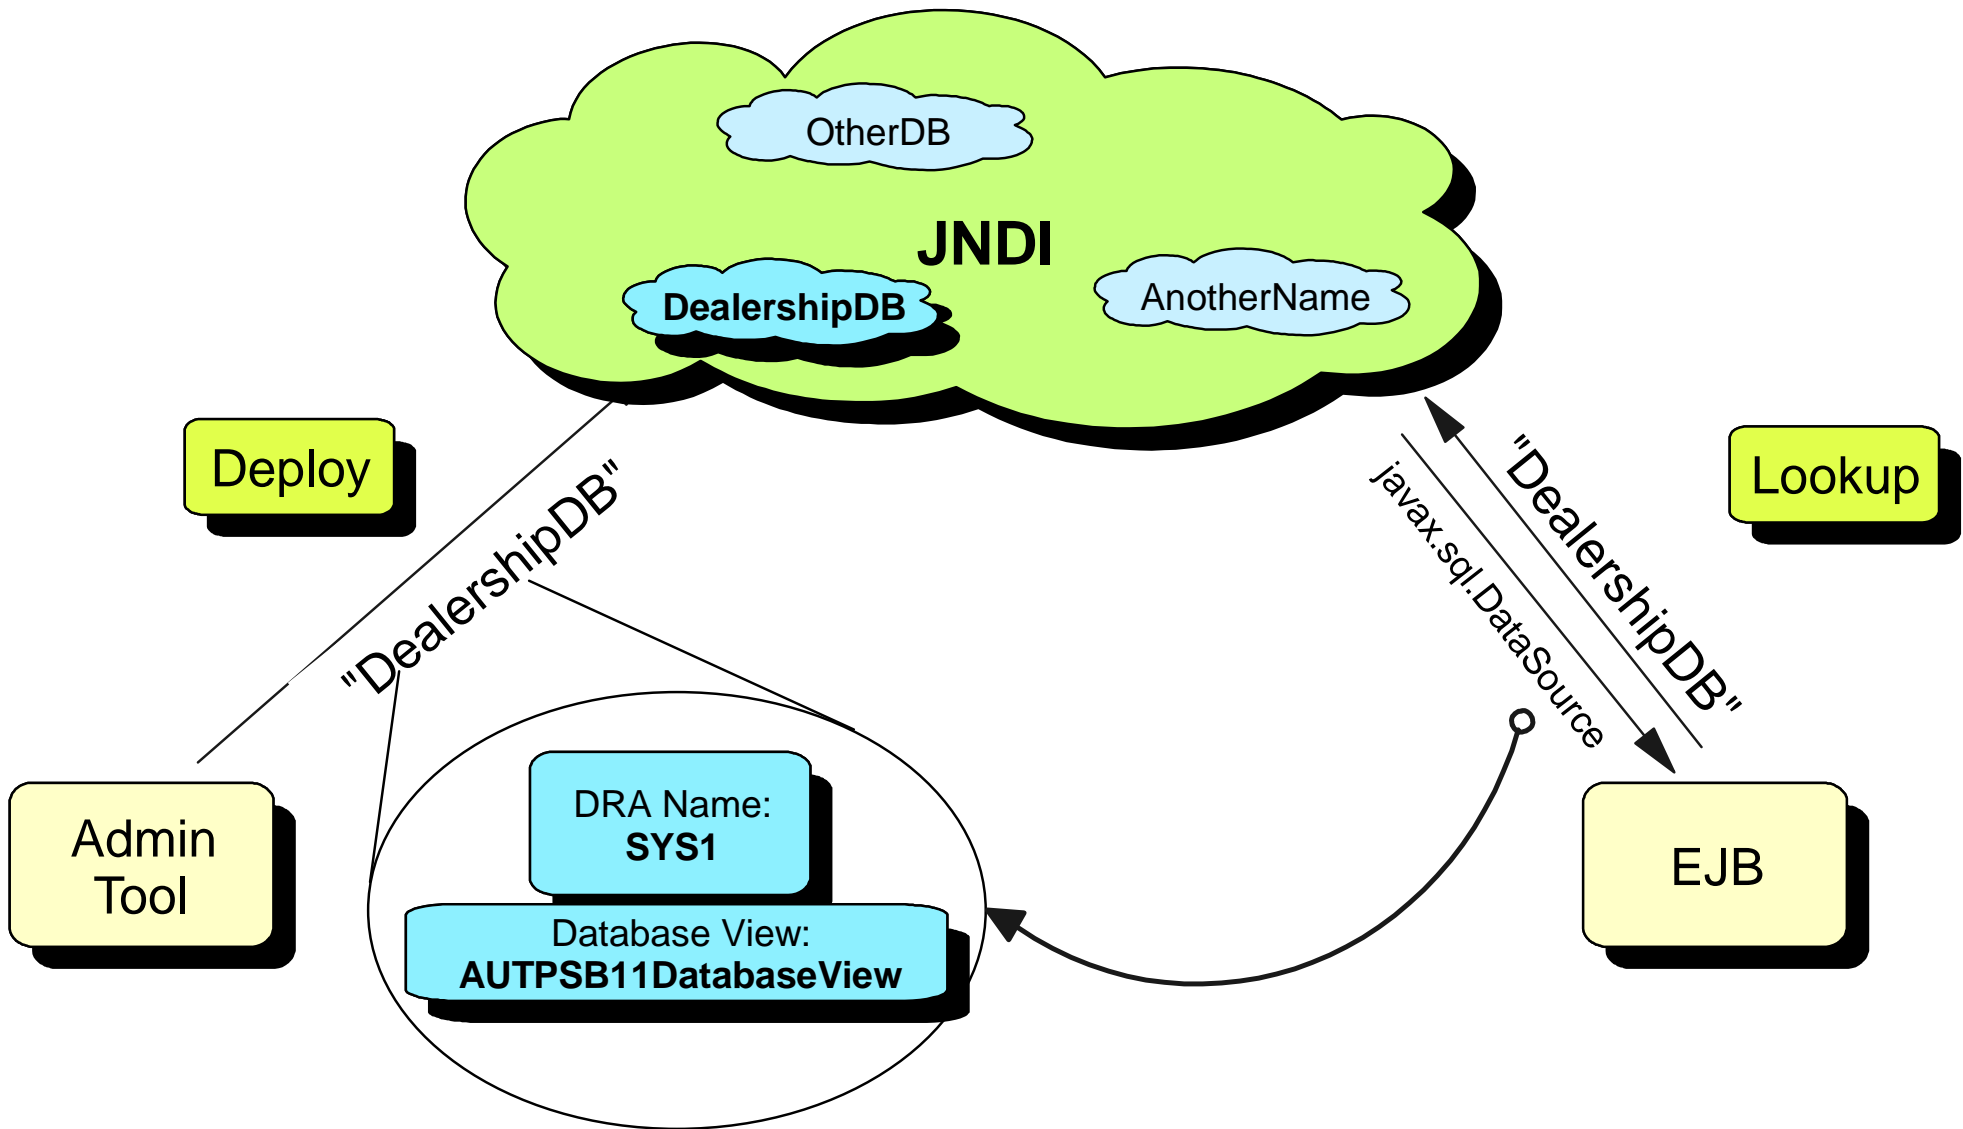 OtherDB
JNDI
DealershipDB
AnotherName
Deploy
Lookup
"DealershipDB"
"DealershipDB"
javax.sql.DataSource
Admin
Tool
DRA Name:
SYS1
Database View:
AUTPSB11DatabaseView
EJB